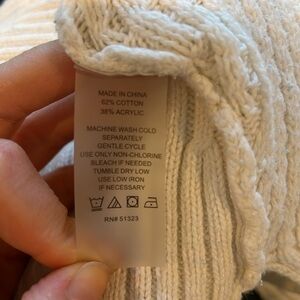 MADE IN CHINA
62% COTTON
38% ACRYLIC
MACHINE WASH COLD
SEPARATELY
GENTLE CYCLE
USE ONLY NON-CHLORINE
BLEACH IF NEEDED
TUMBLE DRY LOW
USE LOW IRON
IF NECESSARY
RN# 51323